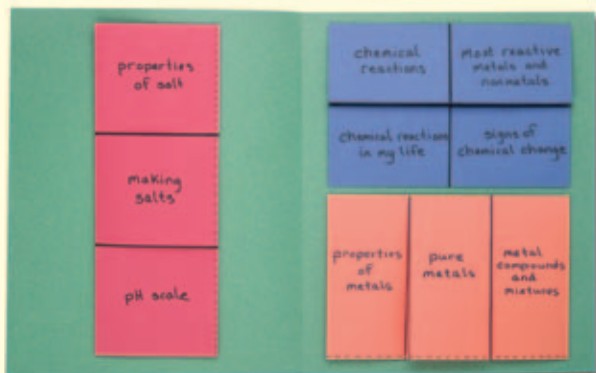 properties
of salt
making
salts
pH scale
chemical
reactions
most reactive
metals and
nonmetals
chemical reactions
in my life
signs of
chemical change
properties
of
metals
pure
metals
metal
compounds
and
mixtures